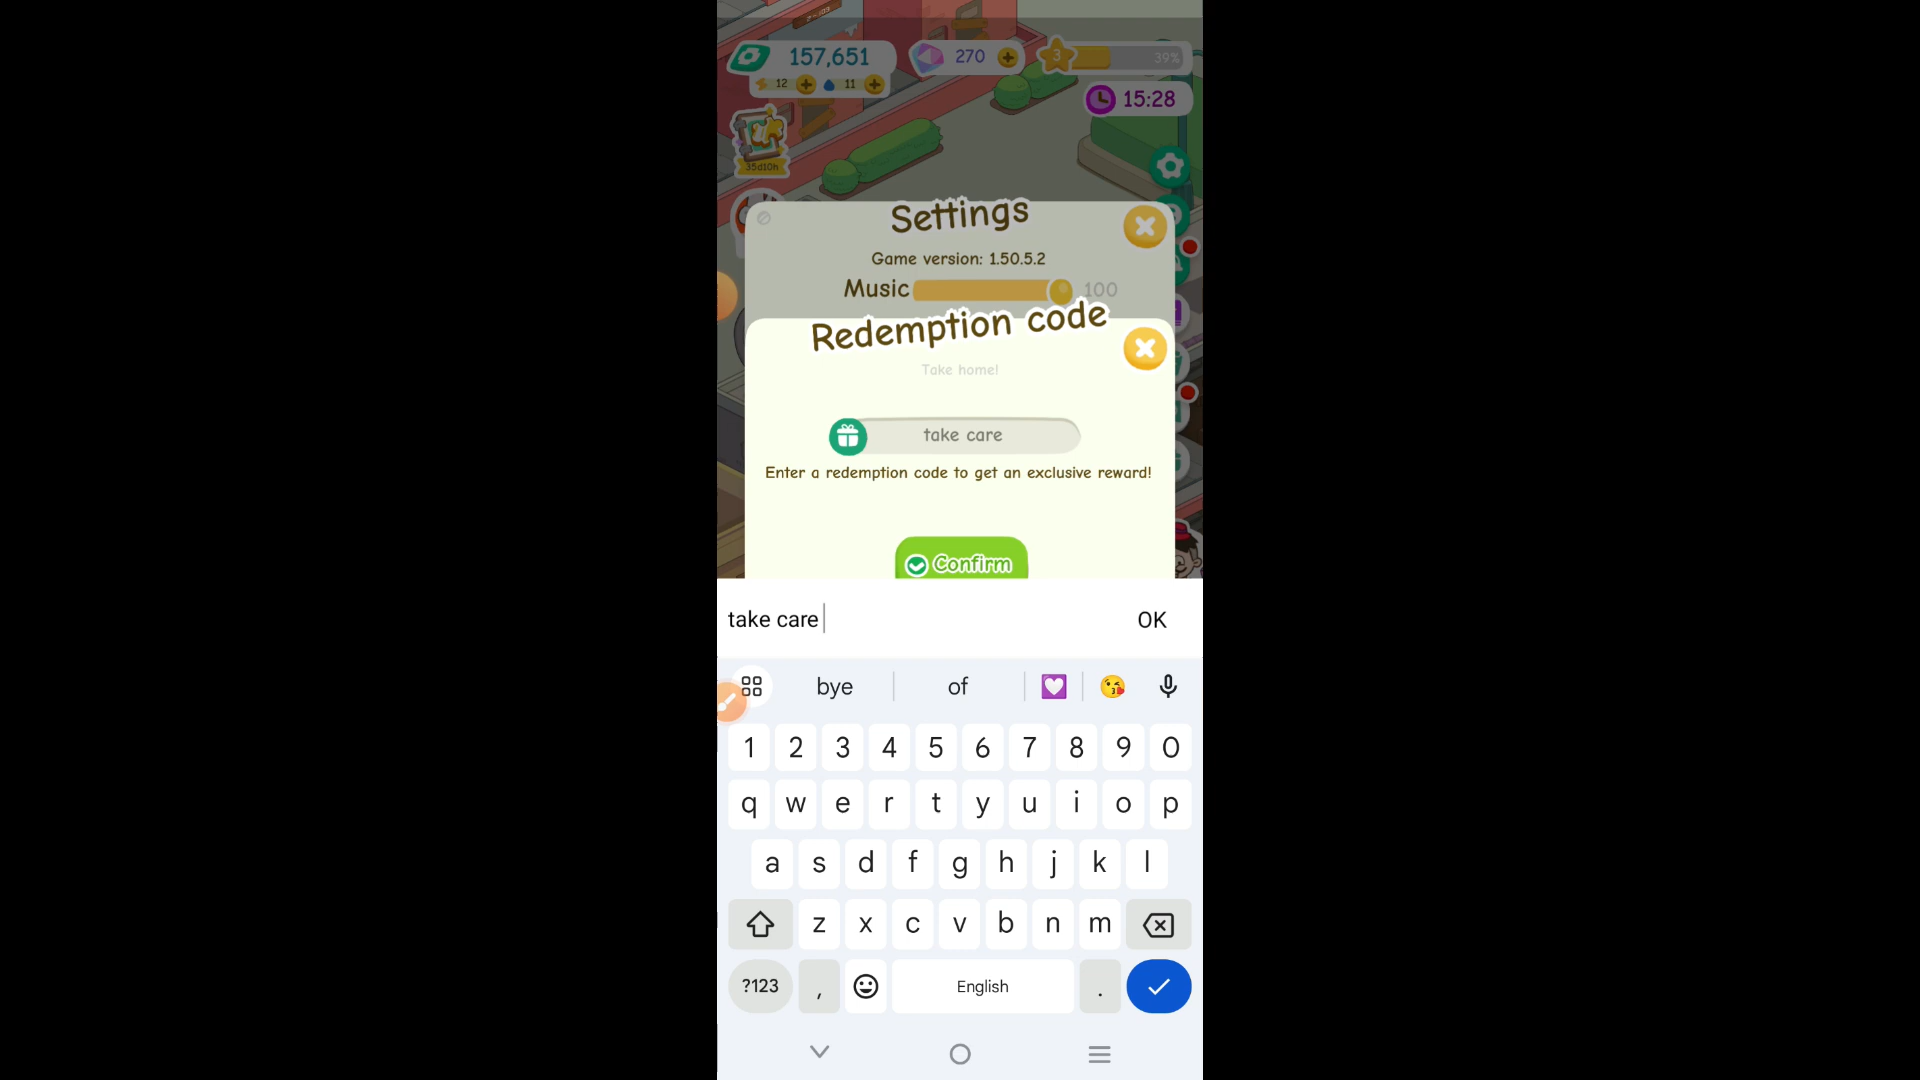 157,651
270
3
39%
12
11
15:28
35d10h
Settings
Game version: 1.50.5.2
Music
100
Redemption code
Take home!
take care
Enter a redemption code to get an exclusive reward!
Confirm
take care
OK
bye
of
1 2 3 4 5 6 7 8 9 0
q w e r t y u i o p
a s d f g h j k l
z x c v b n m
?123
,
English
.